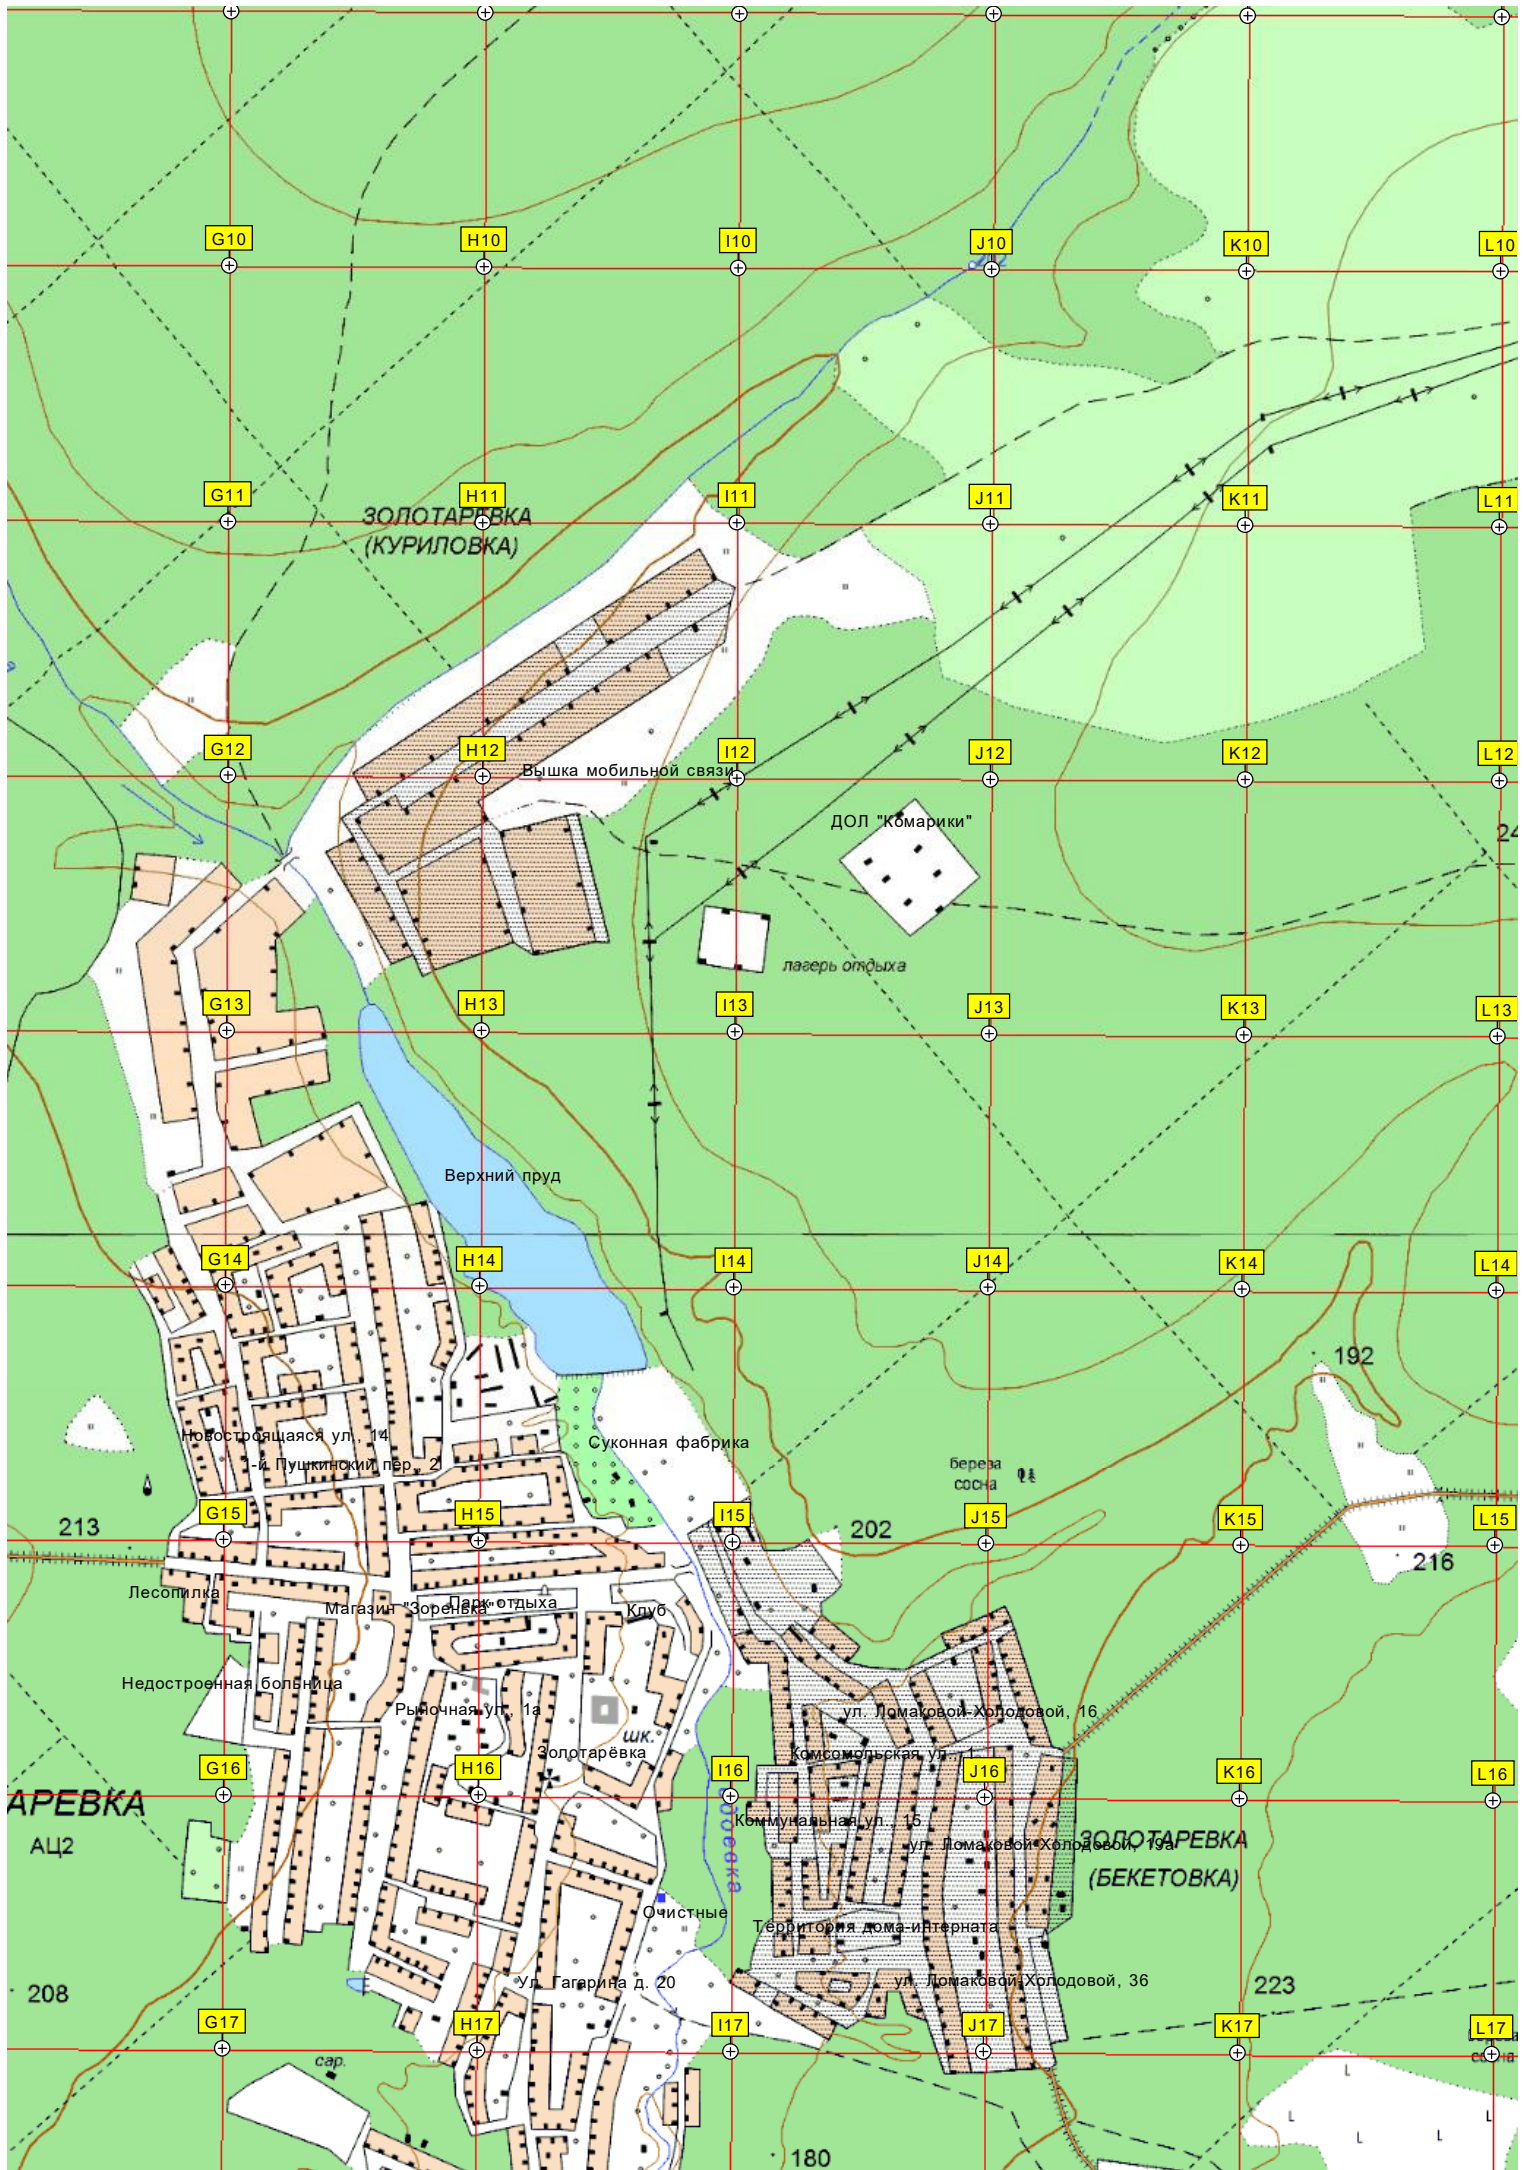 G10
H10
I10
J10
K10
L10
G11
H11
I11
J11
K11
L11
ЗОЛОТАРЕВКА
(КУРИЛОВКА)
G12
H12
I12
J12
K12
L12
Вышка мобильной связи
ДОЛ "Комарики"
24
лагерь отдыха
G13
H13
I13
J13
K13
L13
Верхний пруд
G14
H14
I14
J14
K14
L14
192
Новостроящаяся ул., 14
1-й Пушкинский пер., 2
Суконная фабрика
береза
сосна
213
G15
H15
I15
202
J15
K15
L15
216
Лесопилка
Магазин "Зоренька"
Парк отдыха
Клуб
Недостроенная больница
Рыночная ул., 1а
ул. Ломаковой-Холодовой, 16
шк.
Золотарёвка
Комсомольская ул., 1
G16
H16
I16
J16
K16
L16
АРЕВКА
АЦ2
Коммунальная ул., 15
ул. Ломаковой-Холодовой, 19а
ЗОЛОТАРЕВКА
(БЕКЕТОВКА)
Очистные
Территория дома-интерната
Ул. Гагарина д. 20
ул. Ломаковой-Холодовой, 36
208
223
G17
H17
I17
J17
K17
L17
сар.
180